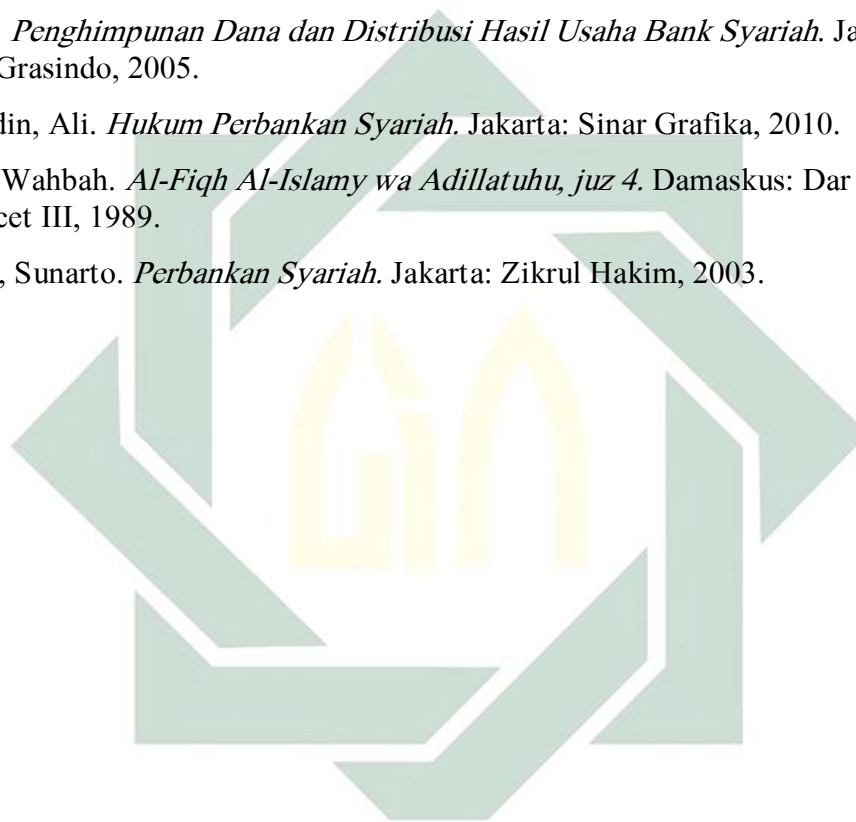 Penghimpunan Dana dan Distribusi Hasil Usaha Bank Syariah. Ja
Grasindo, 2005.
din, Ali. Hukum Perbankan Syariah. Jakarta: Sinar Grafika, 2010.
Wahbah. Al-Fiqh Al-Islamy wa Adillatuhu, juz 4. Damaskus: Dar
cet III, 1989.
, Sunarto. Perbankan Syariah. Jakarta: Zikrul Hakim, 2003.